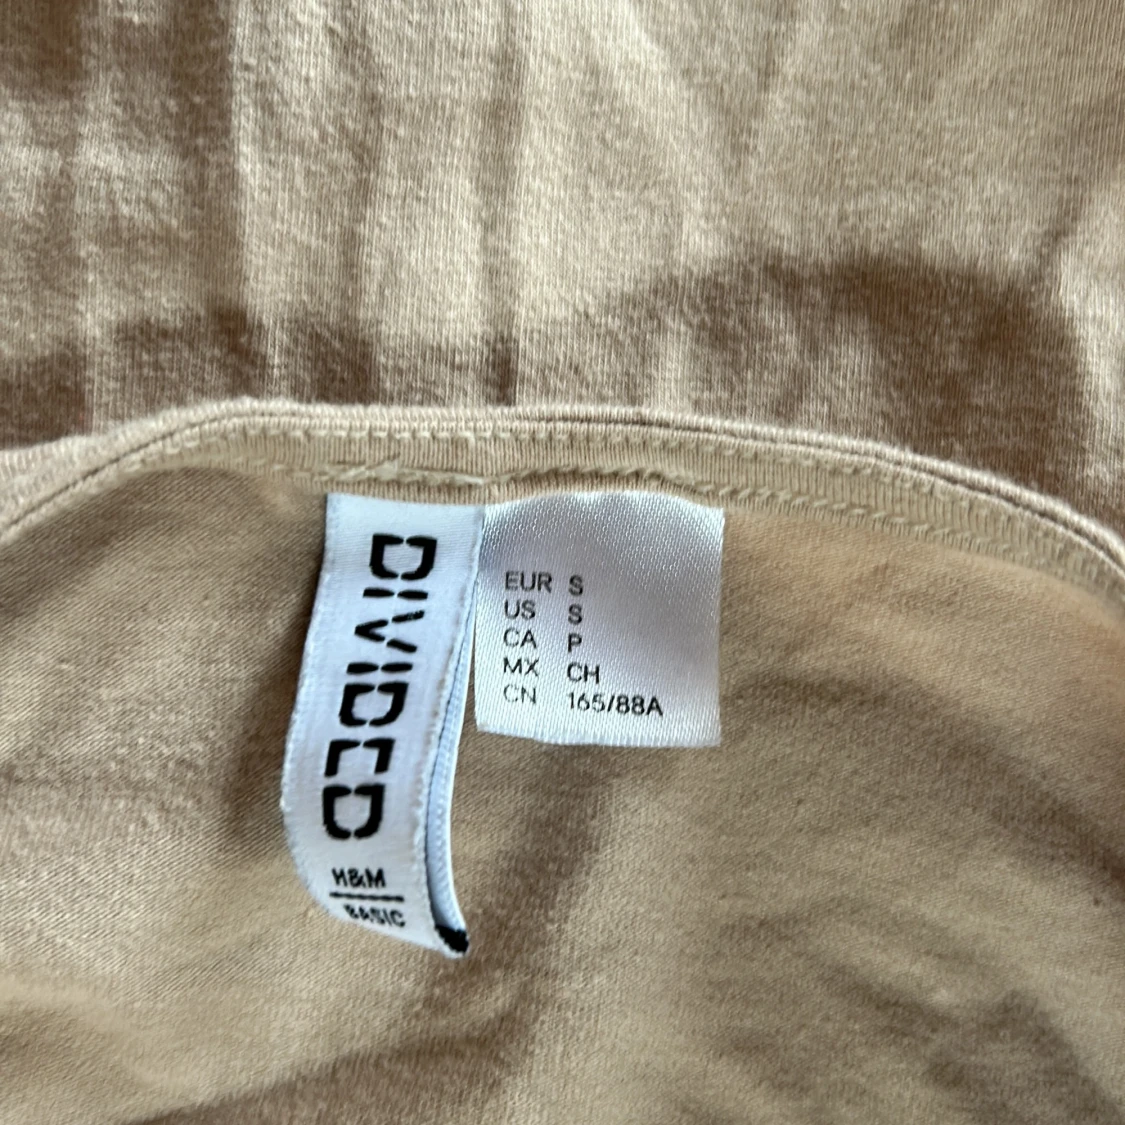 DIVIDED
H&M
BASIC
EUR S
US S
CA P
MX CH
CN 165/88A